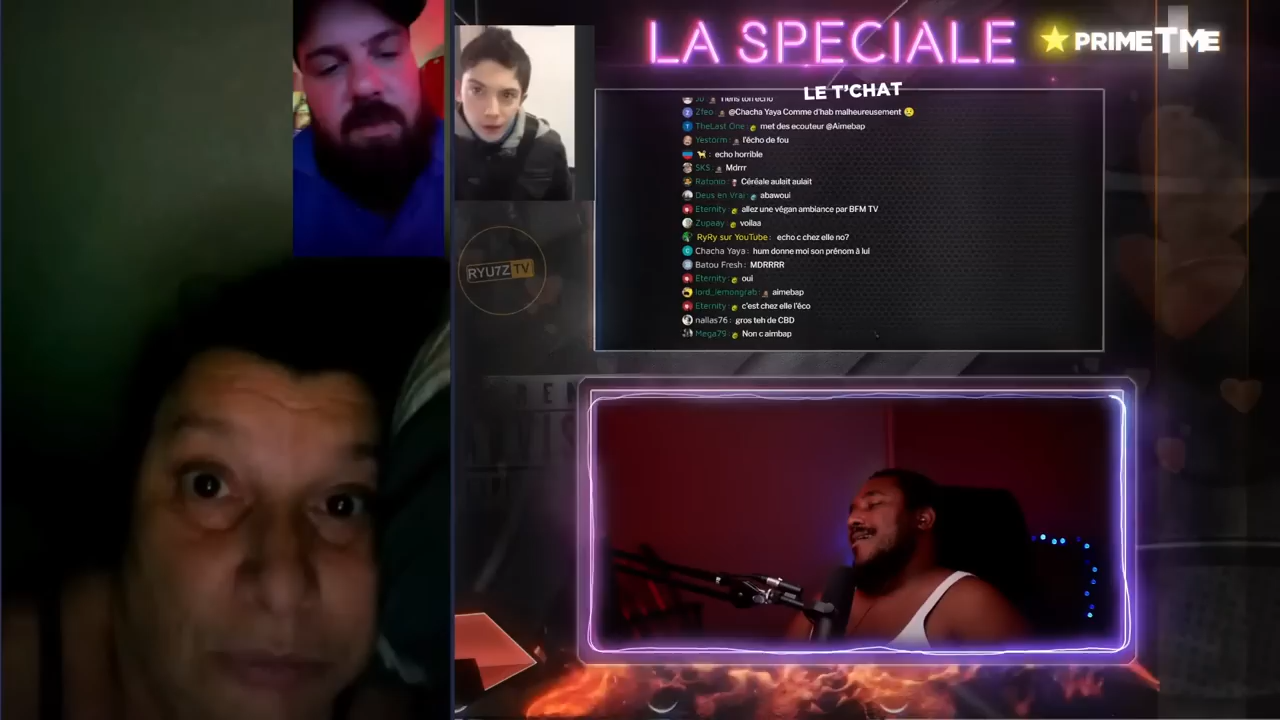 LA SPECIALE
PRIMETIME
LE T'CHAT
Jo : Tiens ton echo
Zfeo : @Chacha Yaya Comme d'hab malheureusement 😢
TheLast One : met des ecouteur @Aimebap
Yestorm : l'écho de fou
: echo horrible
SKS : Mdrrr
Ratonio : Céréale aulait aulait
Deus en Vrai : abawoui
Eternity : allez une végan ambiance par BFM TV
Zupaay : voilaa
RyRy sur YouTube : echo c chez elle no?
Chacha Yaya : hum donne moi son prénom à lui
Batou Fresh : MDRRRR
Eternity : oui
lord_lemongrab : aimebap
Eternity : c'est chez elle l'éco
nallas76 : gros teh de CBD
Mega79 : Non c aimbap
RYU7Z TV